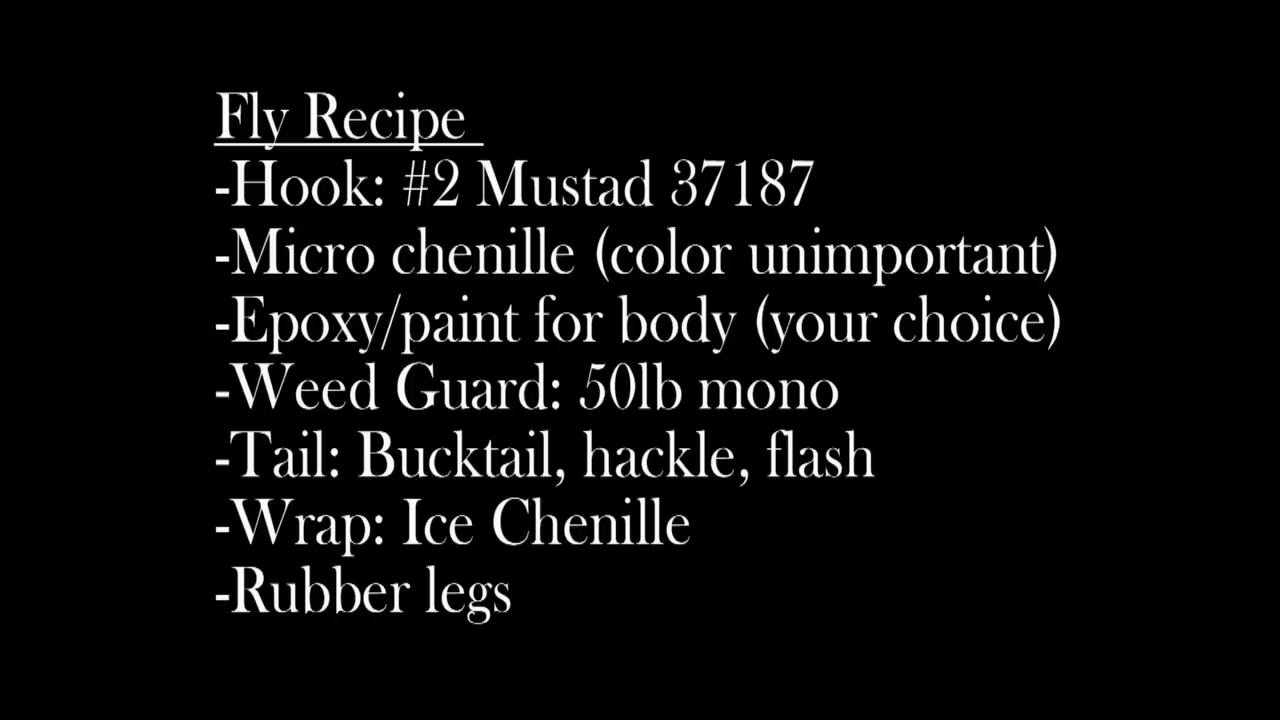 Fly Recipe
-Hook: #2 Mustad 37187
-Micro chenille (color unimportant)
-Epoxy/paint for body (your choice)
-Weed Guard: 50lb mono
-Tail: Bucktail, hackle, flash
-Wrap: Ice Chenille
-Rubber legs